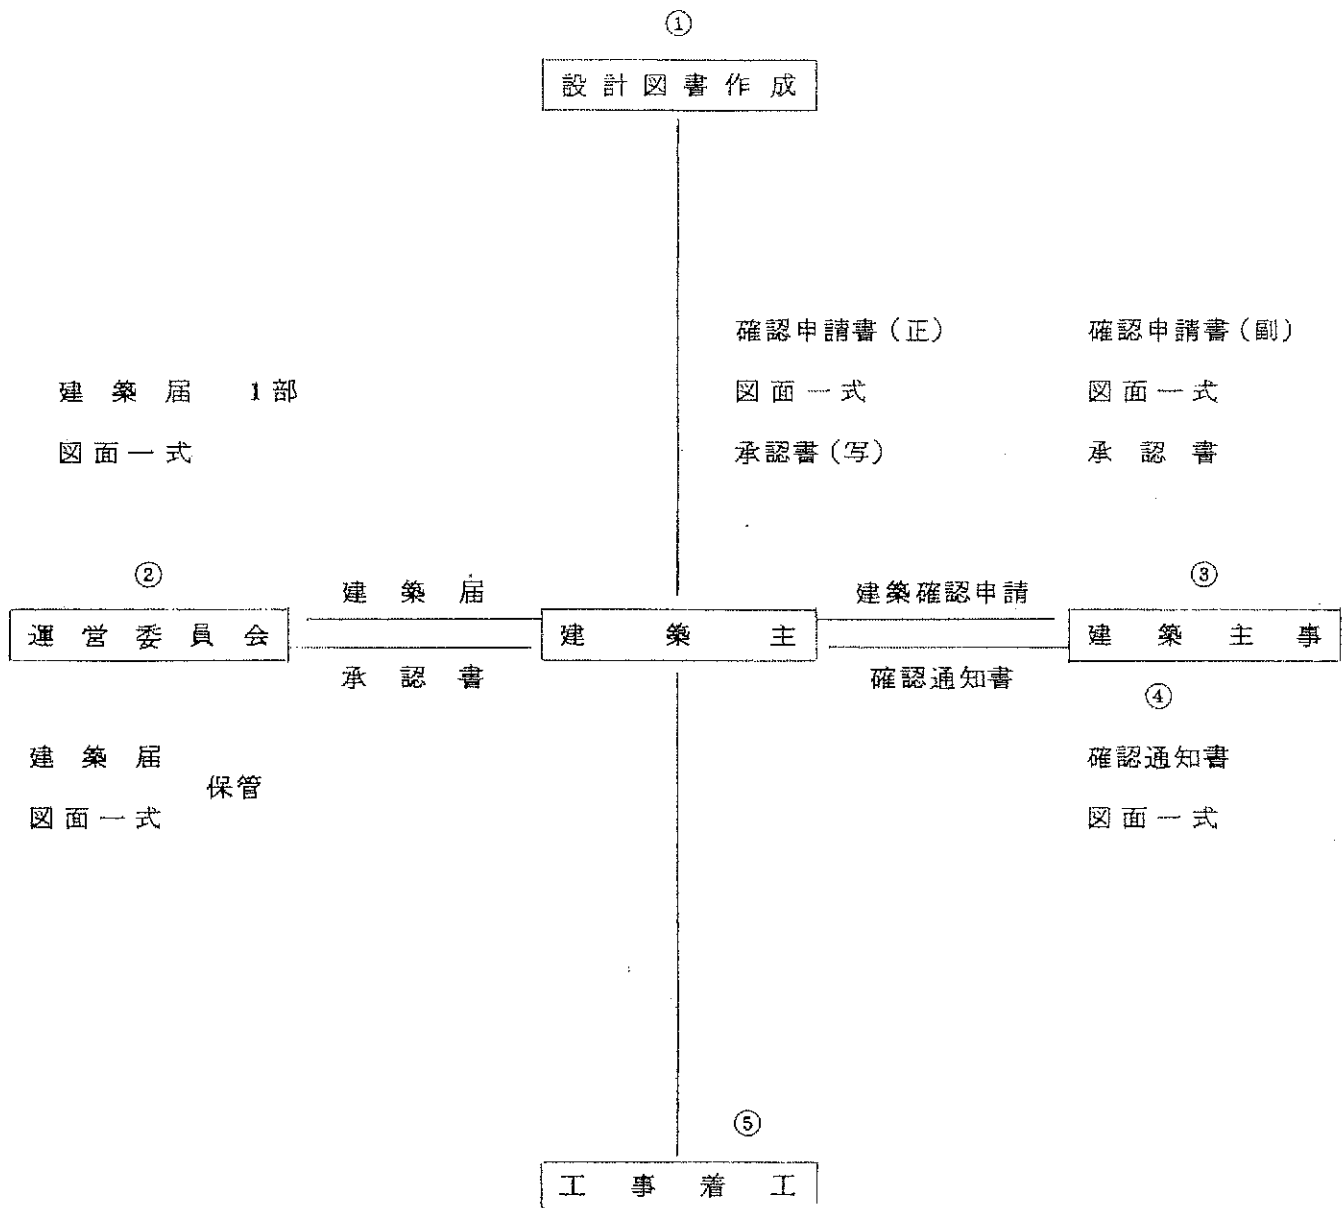 ①
設計図書作成
確認申請書（正）
図面一式
承認書（写）
確認申請書（副）
図面一式
承認書
建築届 1部
図面一式
②
運営委員会
建築届
承認書
建築主
建築確認申請
確認通知書
③
建築主事
④
確認通知書
図面一式
建築届
図面一式
保管
⑤
工事着工